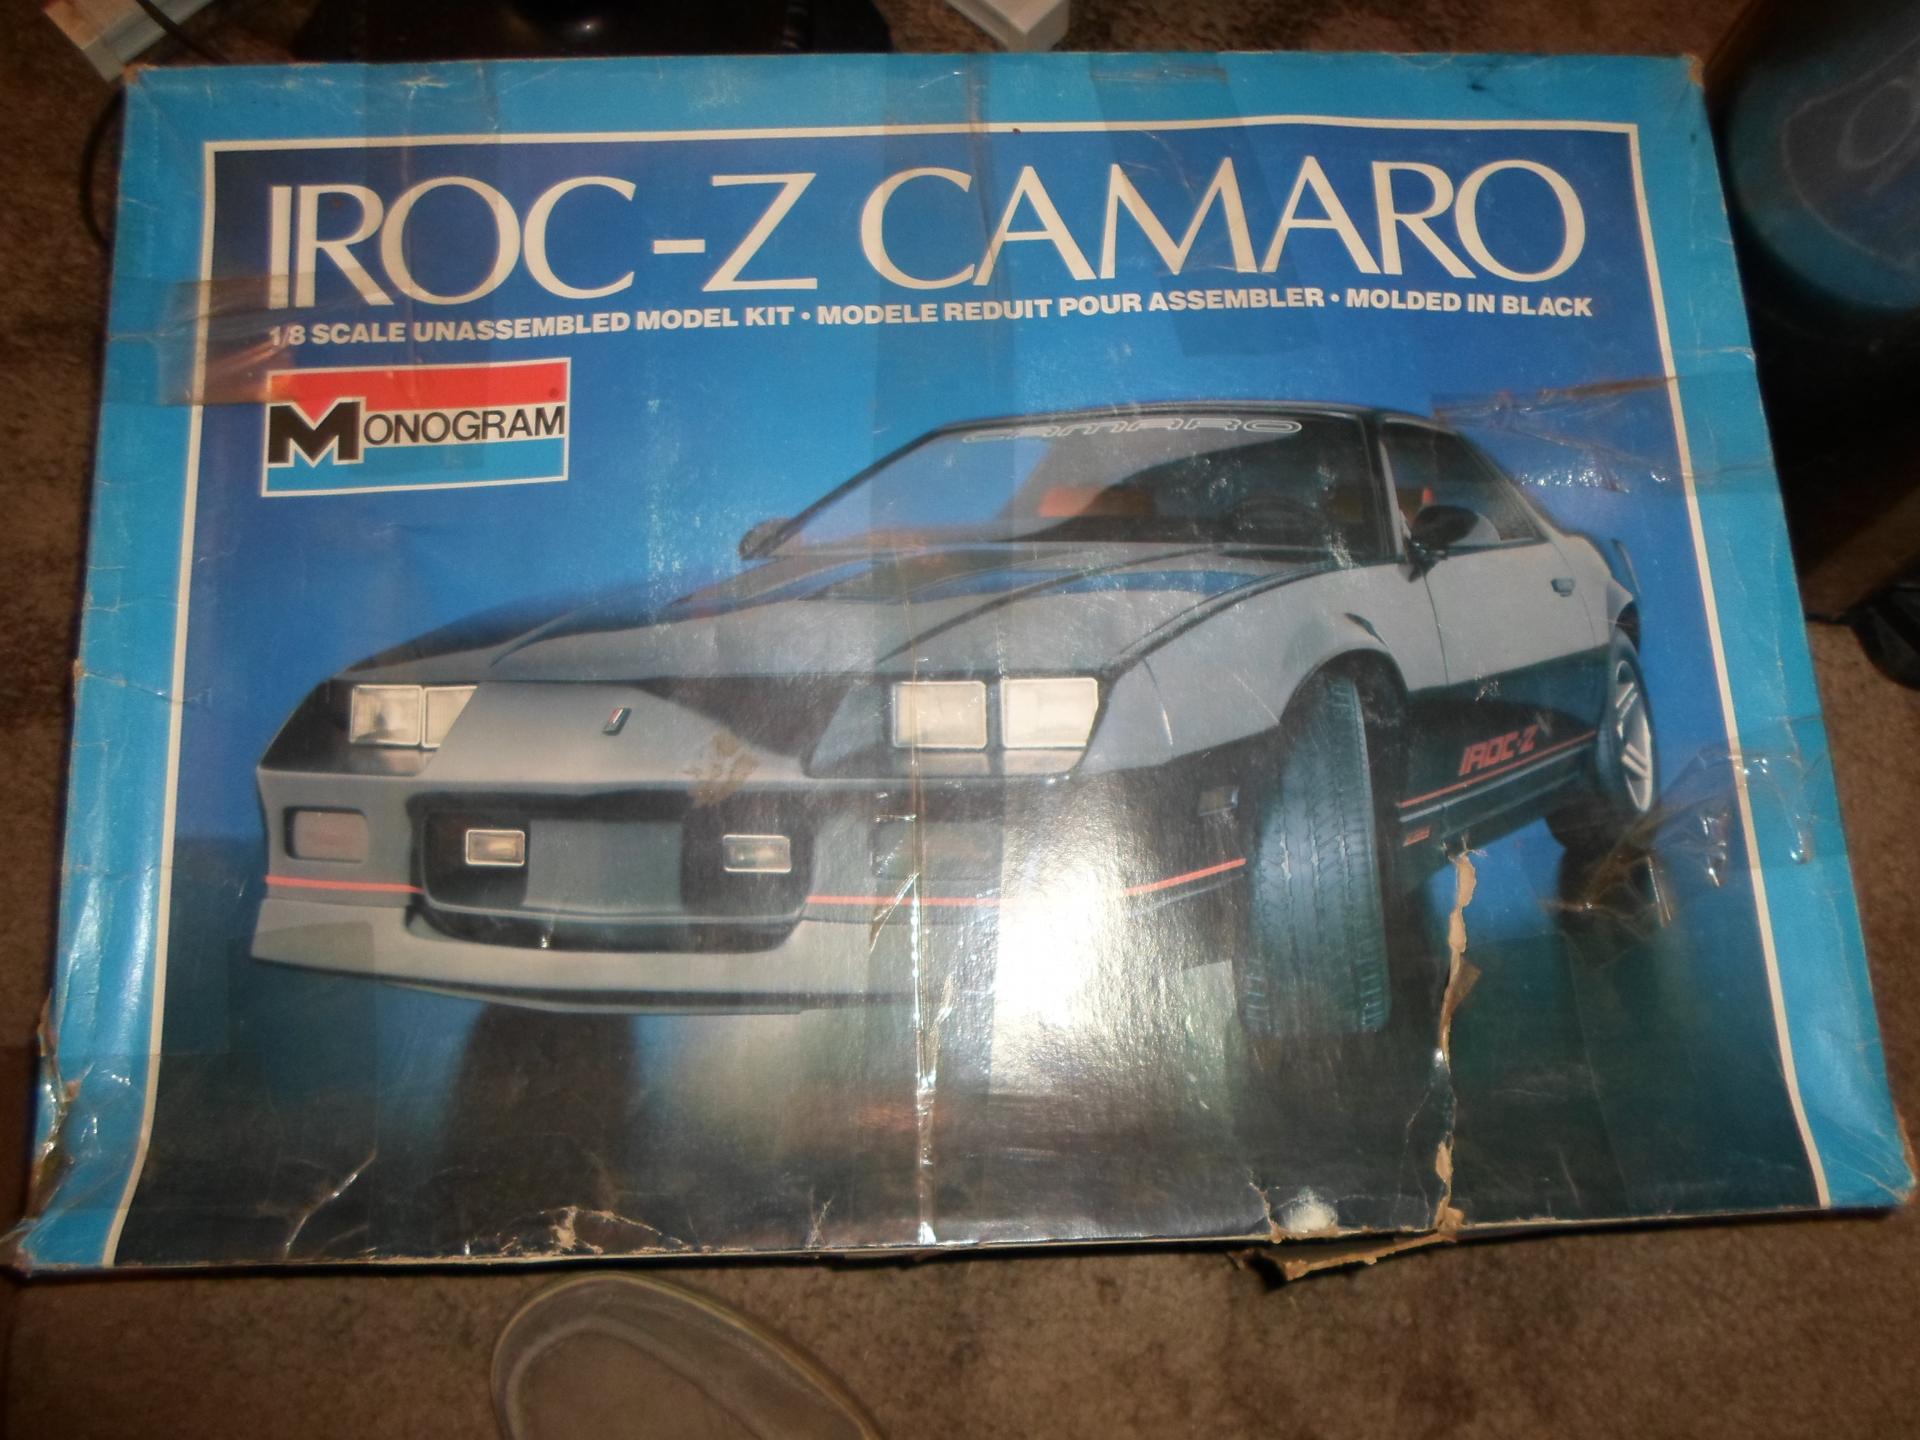 IROC-Z CAMARO
1/8 SCALE UNASSEMBLED MODEL KIT • MODELE REDUIT POUR ASSEMBLER • MOLDED IN BLACK
MONOGRAM
CAMARO
IROC-Z